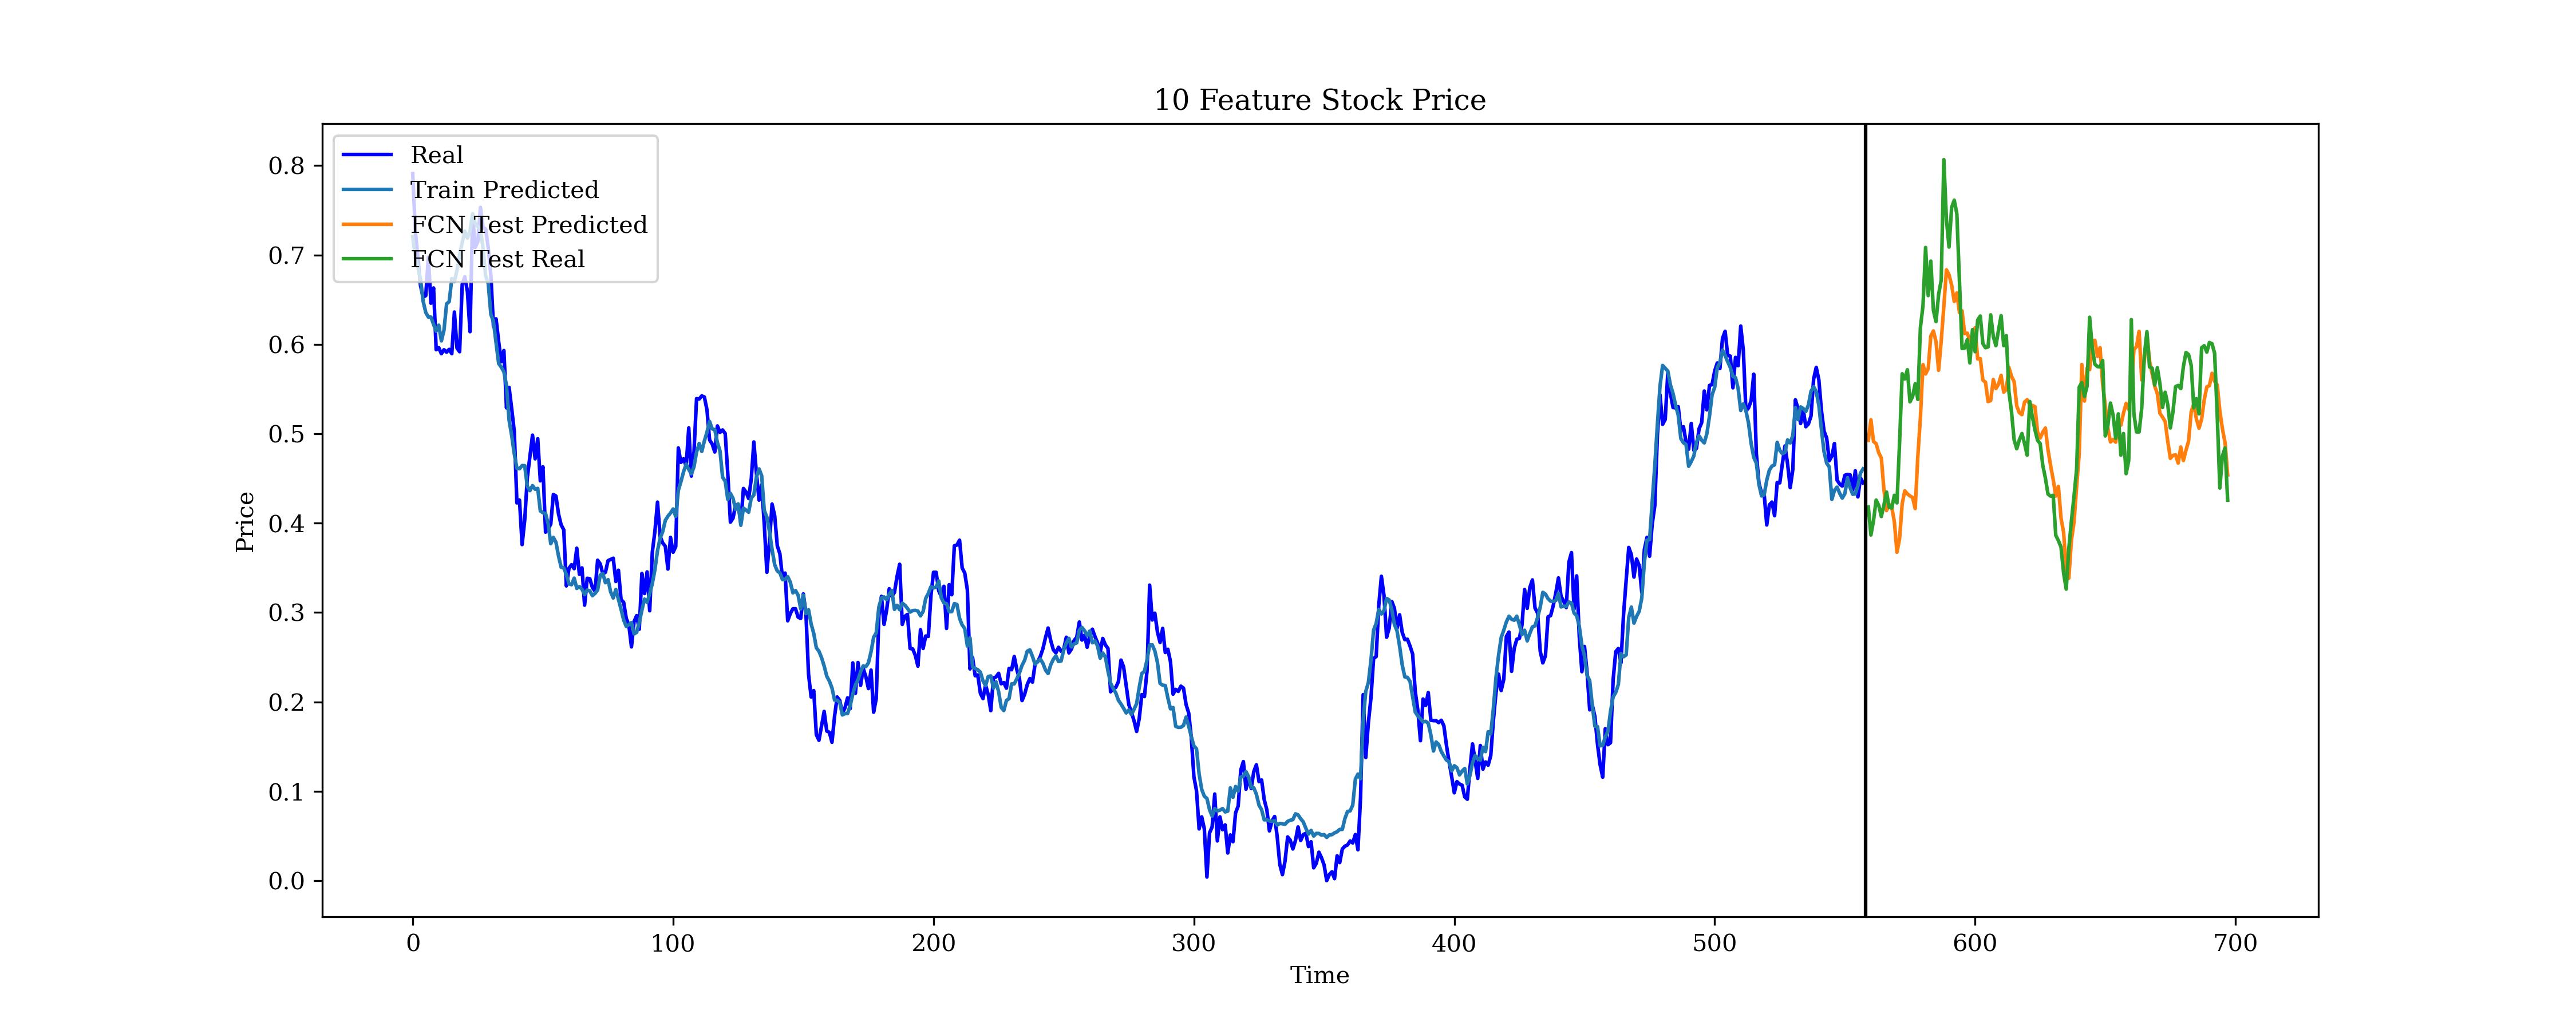 10 Feature Stock Price
Real
Train Predicted
FCN Test Predicted
FCN Test Real
Price
0.8
0.7
0.6
0.5
0.4
0.3
0.2
0.1
0.0
0 100 200 300 400 500 600 700
Time